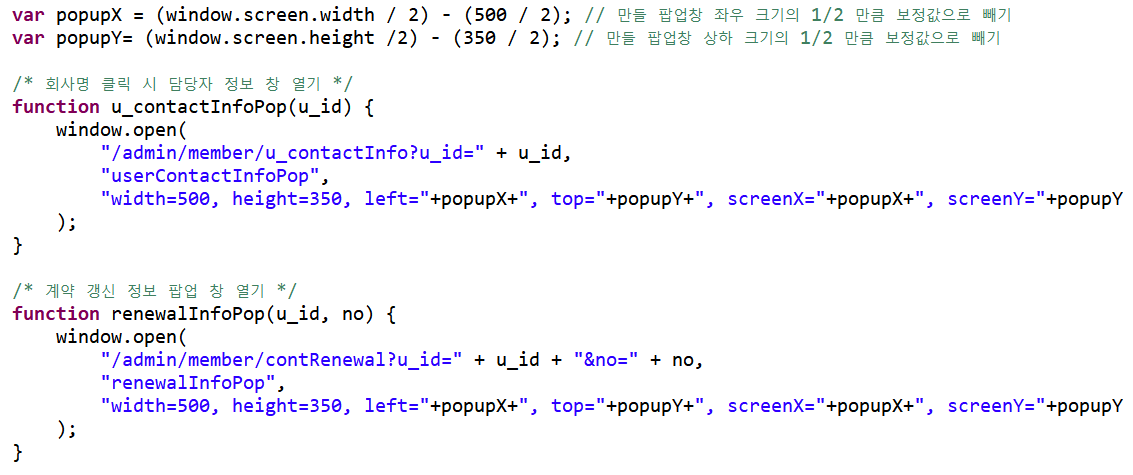 var popupX = (window.screen.width / 2) - (500 / 2); // 만들 팝업창 좌우 크기의 1/2 만큼 보정값으로 빼기
var popupY= (window.screen.height /2) - (350 / 2); // 만들 팝업창 상하 크기의 1/2 만큼 보정값으로 빼기
/* 회사명 클릭 시 담당자 정보 창 열기 */
function u_contactInfoPop(u_id) {
window.open(
"/admin/member/u_contactInfo?u_id=" + u_id,
"userContactInfoPop",
"width=500, height=350, left="+popupX+", top="+popupY+", screenX="+popupX+", screenY="+popupY
);
}
/* 계약 갱신 정보 팝업 창 열기 */
function renewalInfoPop(u_id, no) {
window.open(
"/admin/member/contRenewal?u_id=" + u_id + "&no=" + no,
"renewalInfoPop",
"width=500, height=350, left="+popupX+", top="+popupY+", screenX="+popupX+", screenY="+popupY
);
}